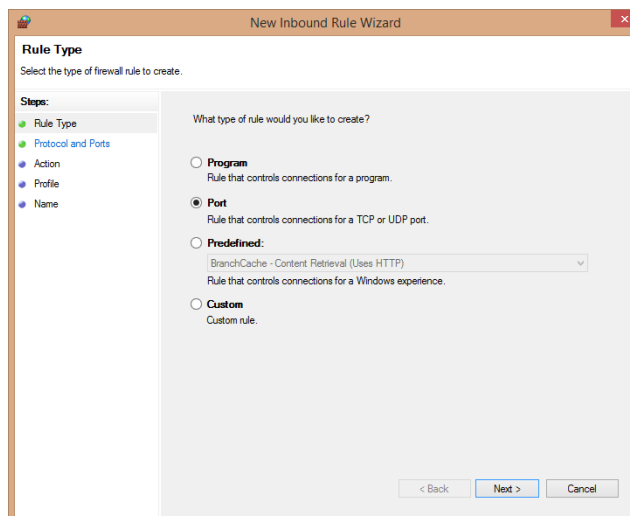 New Inbound Rule Wizard
Rule Type
Select the type of firewall rule to create.
Steps:
Rule Type
Protocol and Ports
Action
Profile
Name
What type of rule would you like to create?
Program
Rule that controls connections for a program.
Port
Rule that controls connections for a TCP or UDP port.
Predefined:
BranchCache - Content Retrieval (Uses HTTP)
Rule that controls connections for a Windows experience.
Custom
Custom rule.
< Back Next > Cancel